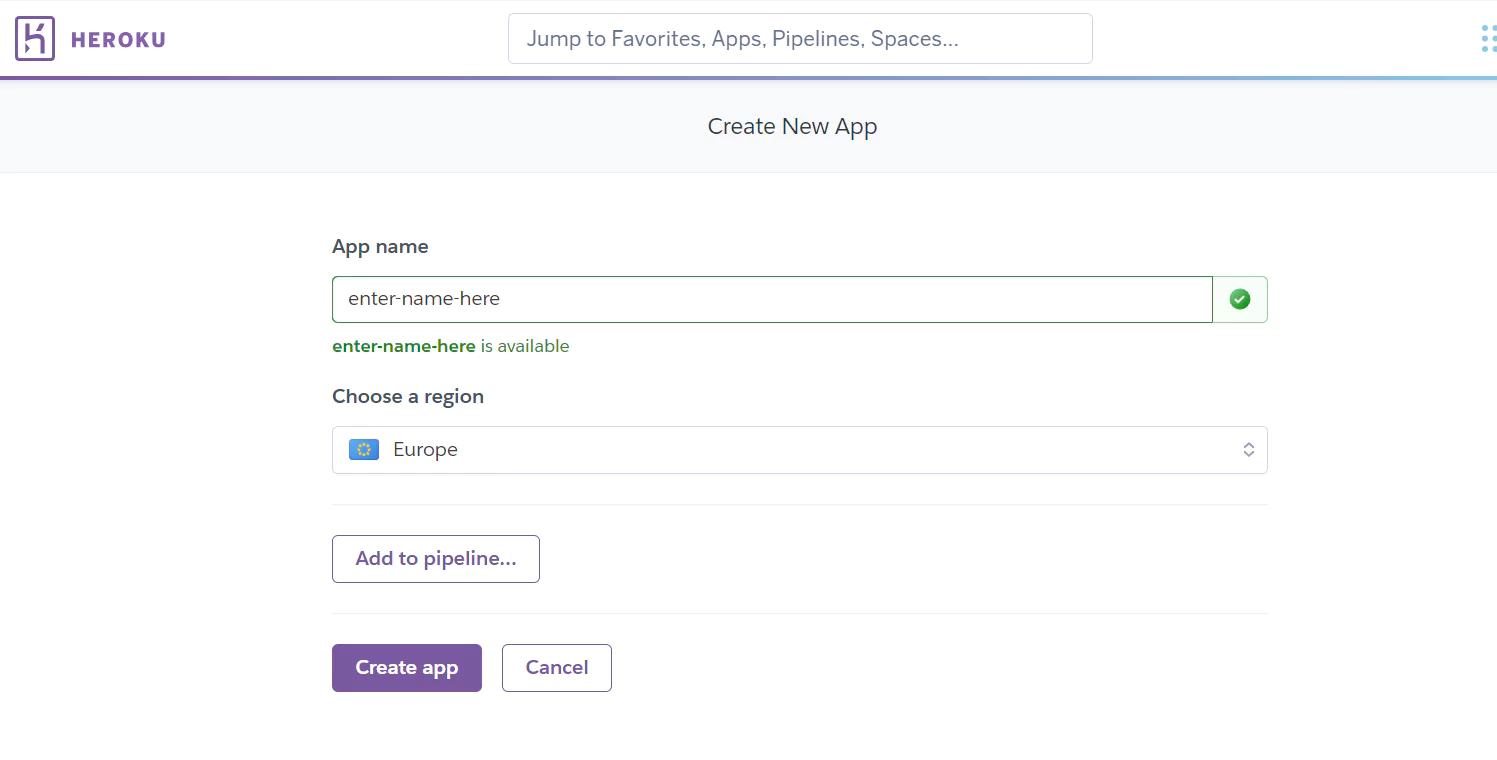 HEROKU
Jump to Favorites, Apps, Pipelines, Spaces...
Create New App
App name
enter-name-here
enter-name-here is available
Choose a region
Europe
Add to pipeline...
Create app
Cancel